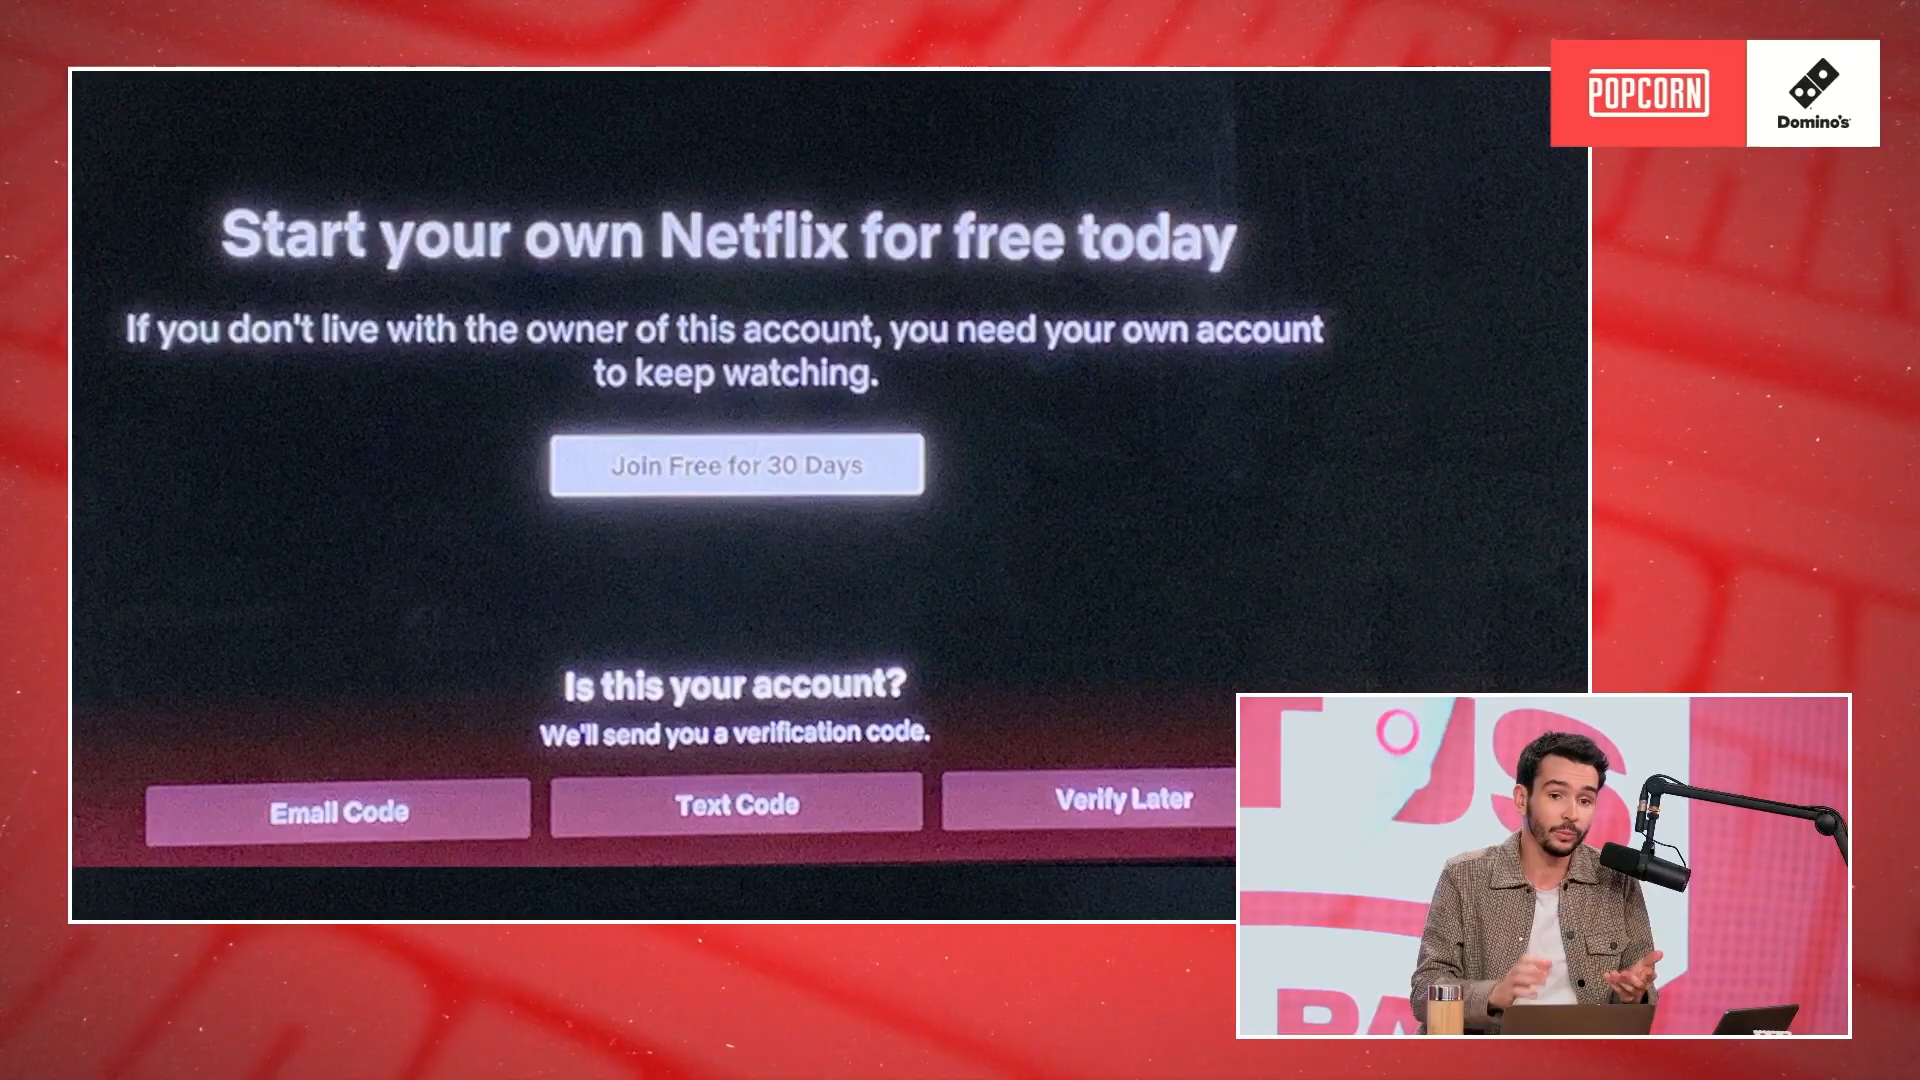 POPCORN
Domino's
Start your own Netflix for free today
If you don't live with the owner of this account, you need your own account
to keep watching.
Join Free for 30 Days
Is this your account?
We'll send you a verification code.
Email Code
Text Code
Verify Later